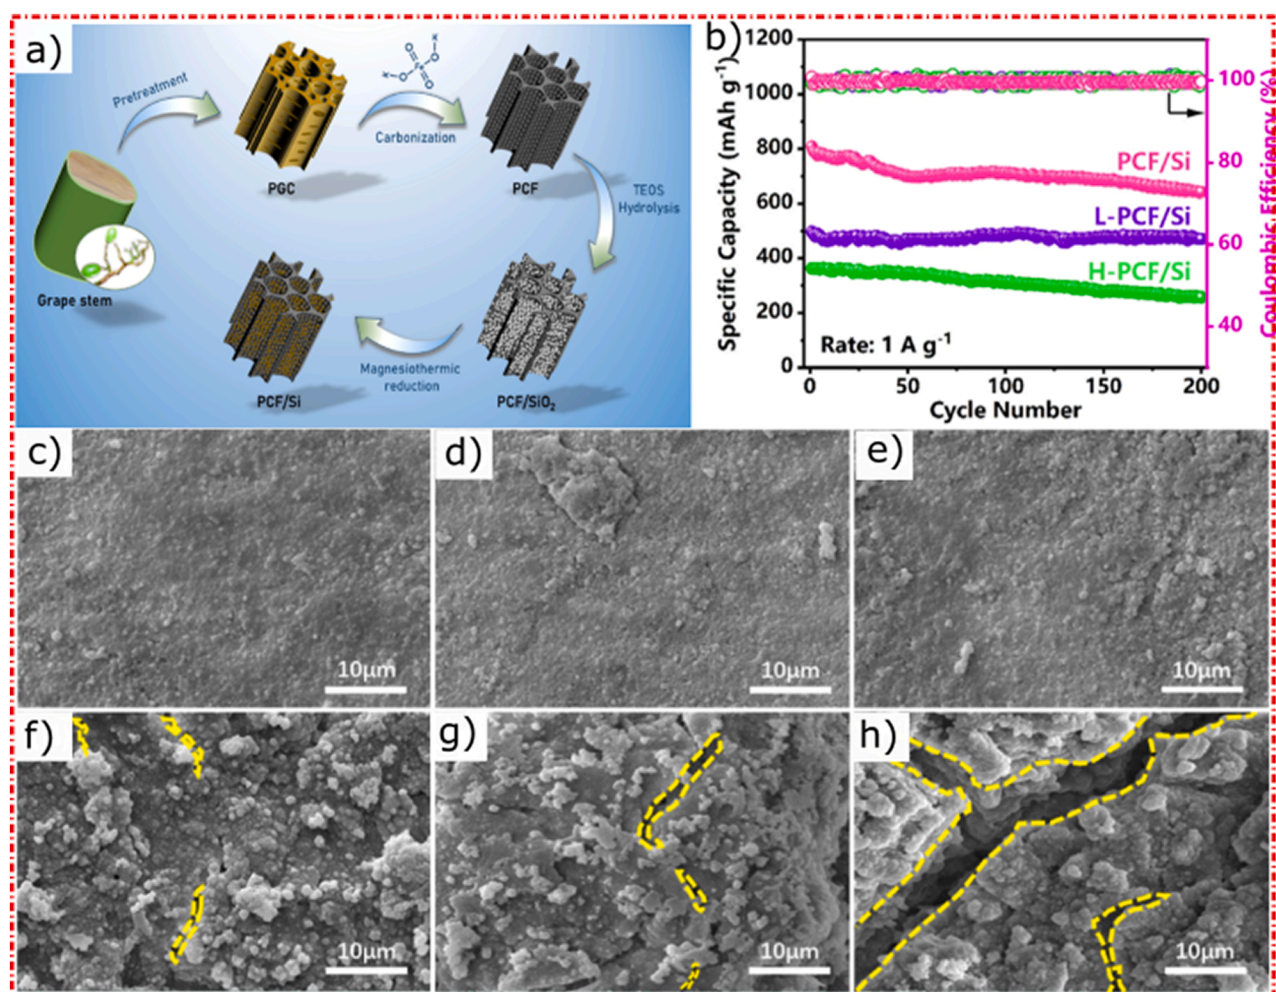 a)
Pretreatment
PGC
K
O
O
Fe
O
O
K
Carbonization
PCF
TEOS
Hydrolysis
Grape stem
PCF/Si
Magnesiothermic
reduction
PCF/SiO₂
b)
Specific Capacity (mAh g⁻¹)
1200
1000
800
600
400
200
0
100
80
60
40
Coulombic Efficiency (%)
PCF/Si
L-PCF/Si
H-PCF/Si
Rate: 1 A g⁻¹
0
50
100
150
200
Cycle Number
c)
10μm
d)
10μm
e)
10μm
f)
10μm
g)
10μm
h)
10μm